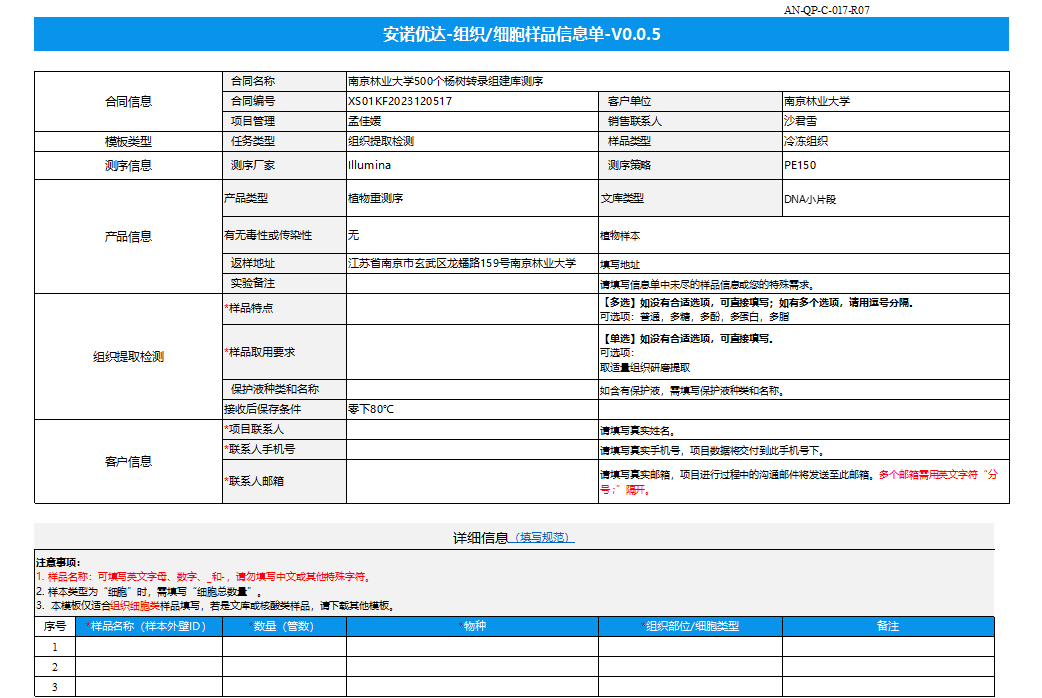 AN-QP-C-017-R07
安诺优达-组织/细胞样品信息单-V0.0.5
合同信息
合同名称 南京林业大学500个杨树转录组建库测序
合同编号 XS01KF2023120517 客户单位 南京林业大学
项目管理 孟佳媛 销售联系人 沙君雪
模板类型 任务类型 组织提取检测 样品类型 冷冻组织
测序信息 测序厂家 Illumina 测序策略 PE150
产品信息
产品类型 植物重测序 文库类型 DNA小片段
有无毒性或传染性 无 植物样本
返样地址 江苏省南京市玄武区龙蟠路159号南京林业大学 填写地址
实验备注 请填写信息单中未尽的样品信息或您的特殊需求。
组织提取检测
*样品特点 【多选】如没有合适选项，可直接填写；如有多个选项，请用逗号分隔。
可选项：普通，多糖，多酚，多蛋白，多脂
*样品取用要求 【单选】如没有合适选项，可直接填写。
可选项：
取适量组织研磨提取
保护液种类和名称 如含有保护液，需填写保护液种类和名称。
接收后保存条件 零下80℃
客户信息
*项目联系人 请填写真实姓名。
*联系人手机号 请填写真实手机号，项目数据将交付到此手机号下。
*联系人邮箱 请填写真实邮箱，项目进行过程中的沟通邮件将发送至此邮箱。多个邮箱需用英文字符“分
号；”隔开。
详细信息（填写规范）
注意事项：
1. 样品名称：可填写英文字母、数字、_和-，请勿填写中文或其他特殊字符。
2. 样本类型为“细胞”时，需填写“细胞总数量”。
3. 本模板仅适合组织细胞类样品填写，若是文库或核酸类样品，请下载其他模板。
序号 *样品名称（样本外壁ID） *数量（管数） *物种 *组织部位/细胞类型 备注
1
2
3